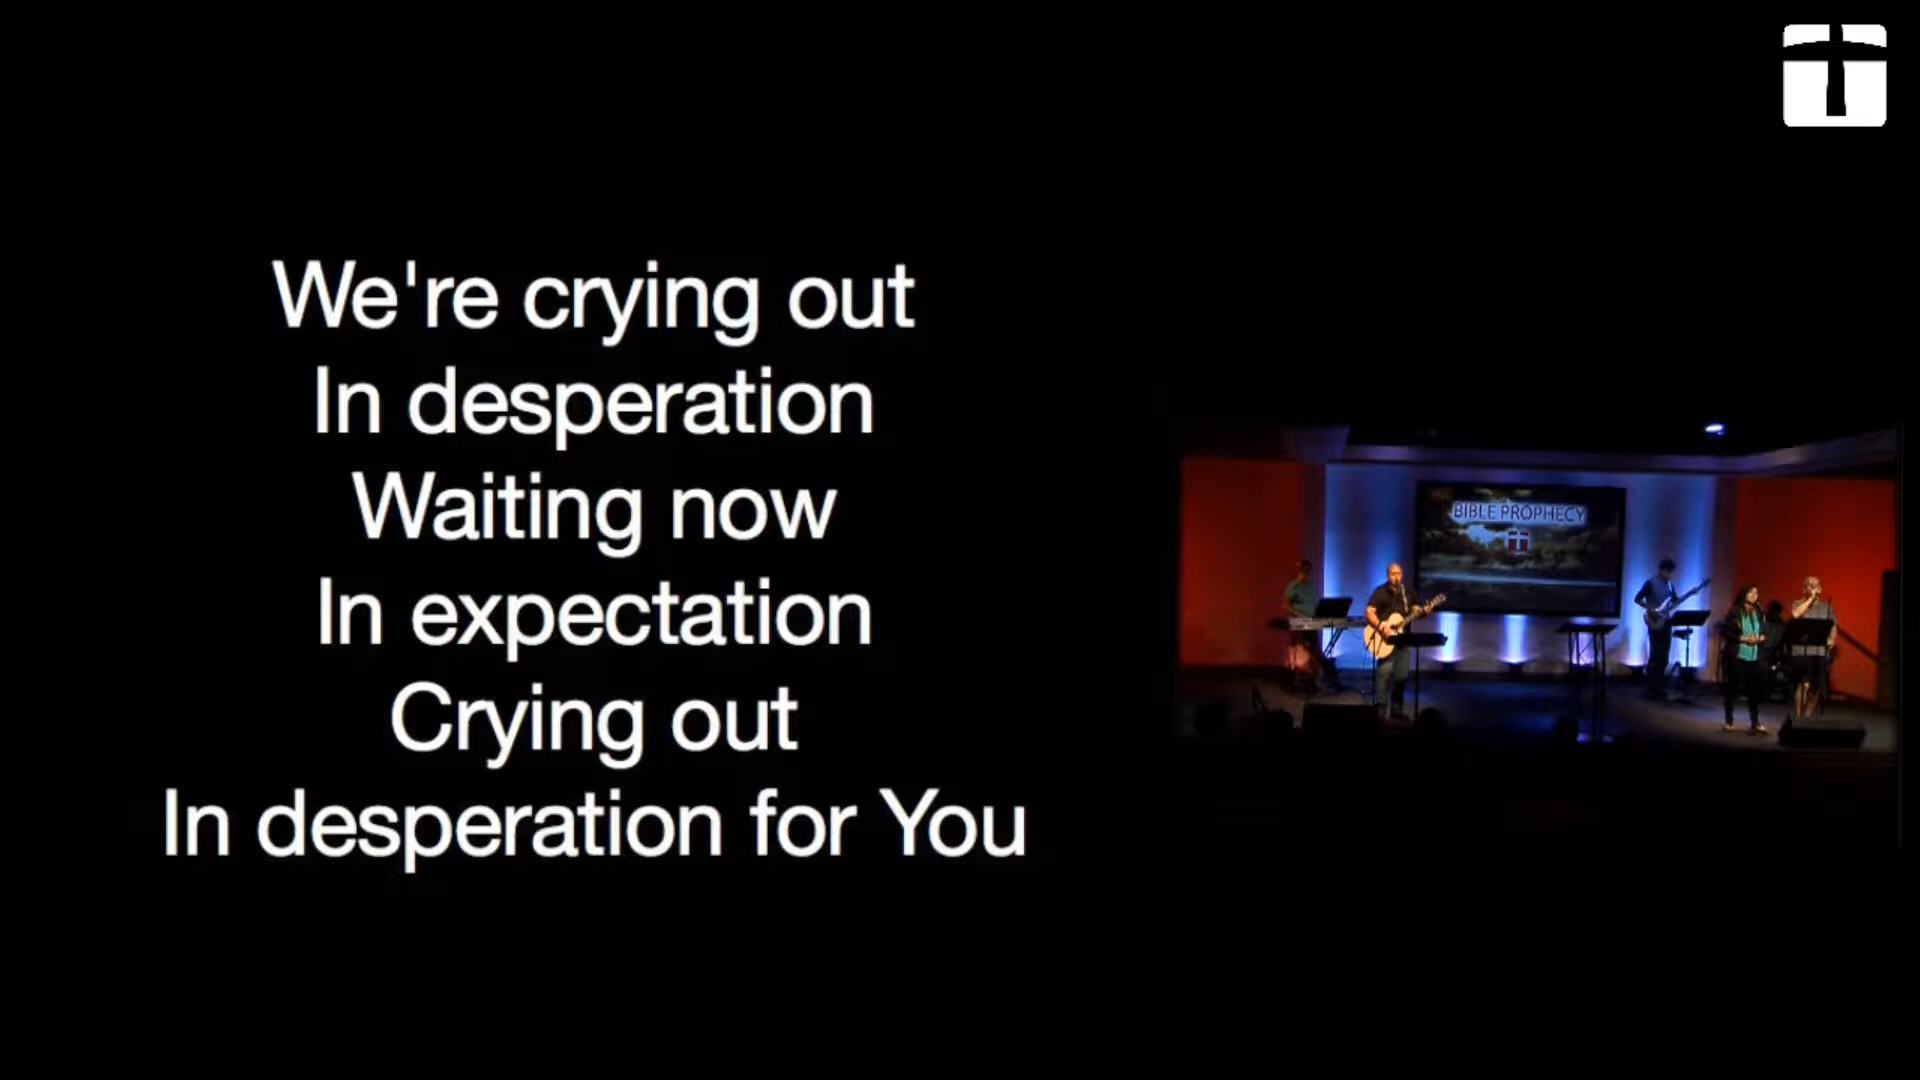 We're crying out
In desperation
Waiting now
In expectation
Crying out
In desperation for You
BIBLE PROPHECY